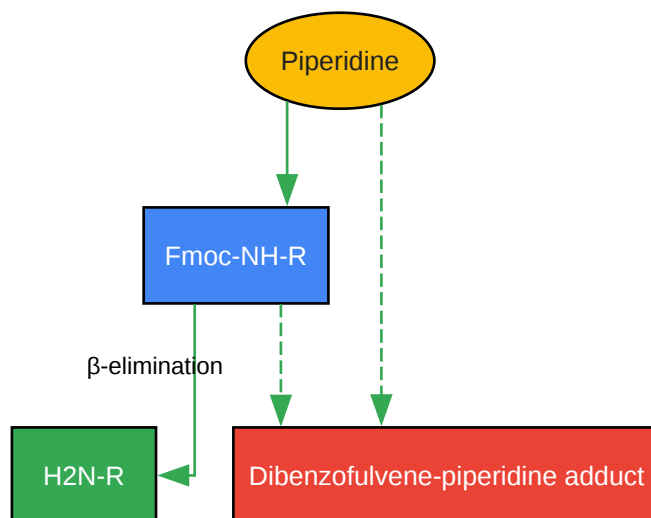 Piperidine
Fmoc-NH-R
β-elimination
H2N-R
Dibenzofulvene-piperidine adduct